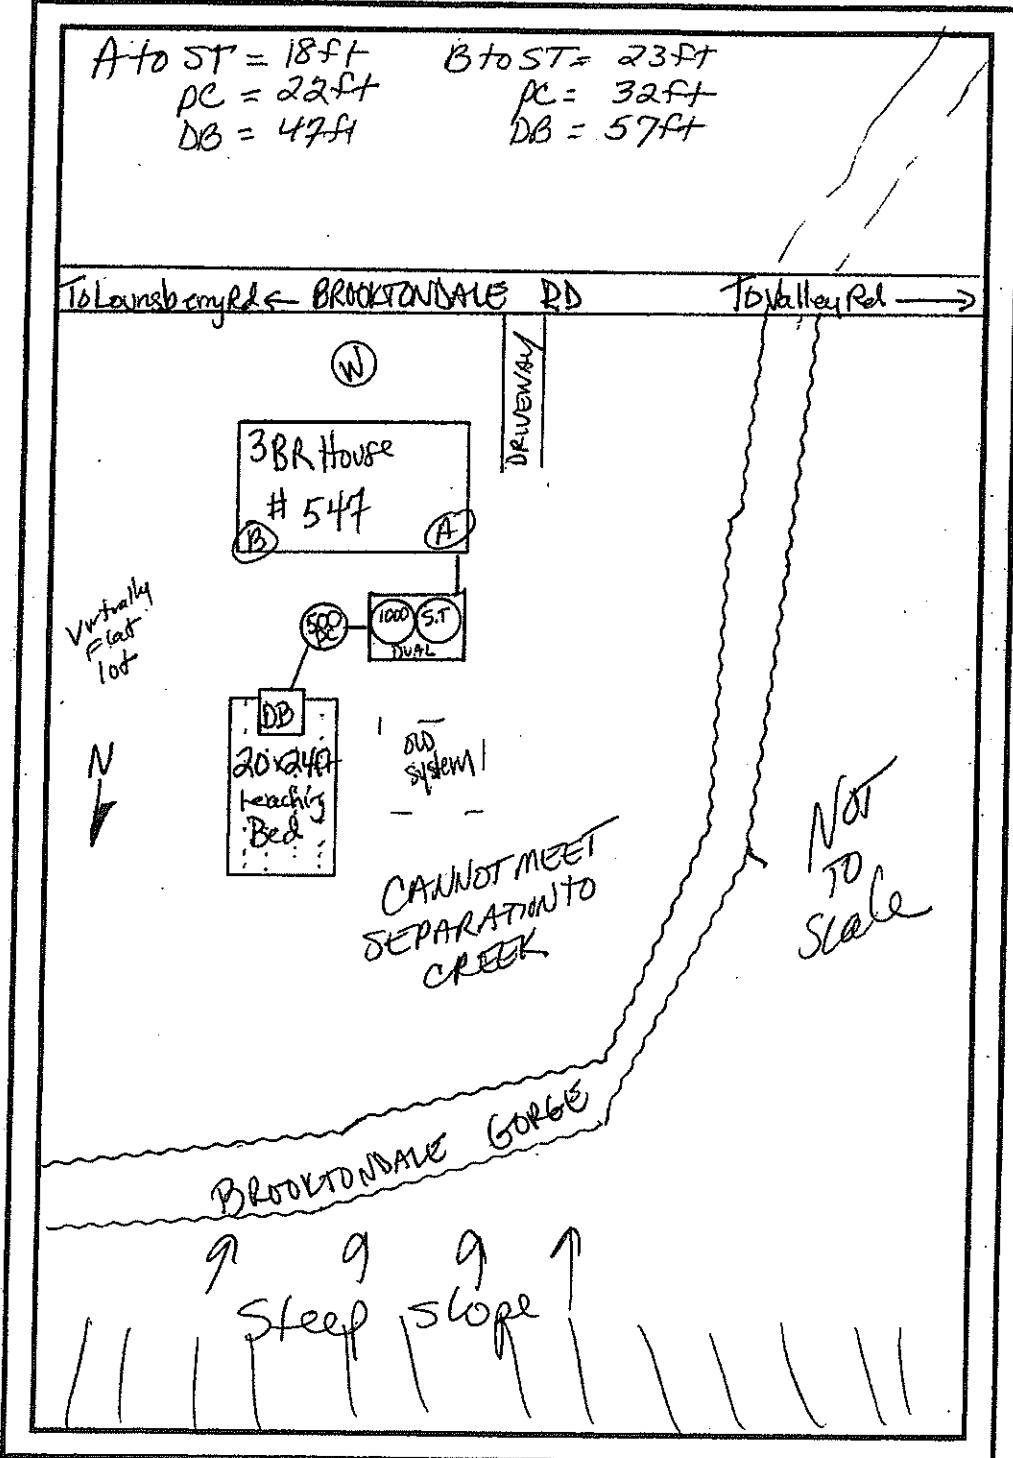 A to ST = 18ft B to ST = 23ft
PC = 22ft PC = 32ft
DB = 47ft DB = 57ft
To Lounsberry Rd ← BROOKTONDALE RD To Valley Rd →
W
DRIVEWAY
3BR House
# 547
B A
Virtually
Flat
lot
500
PC
1000 S.T
DUAL
DB
20x24ft
Leaching
Bed
OLD
system
N
CANNOT MEET
SEPARATION TO
CREEK
NOT
TO
Scale
BROOKTONDALE GORGE
Steep slope